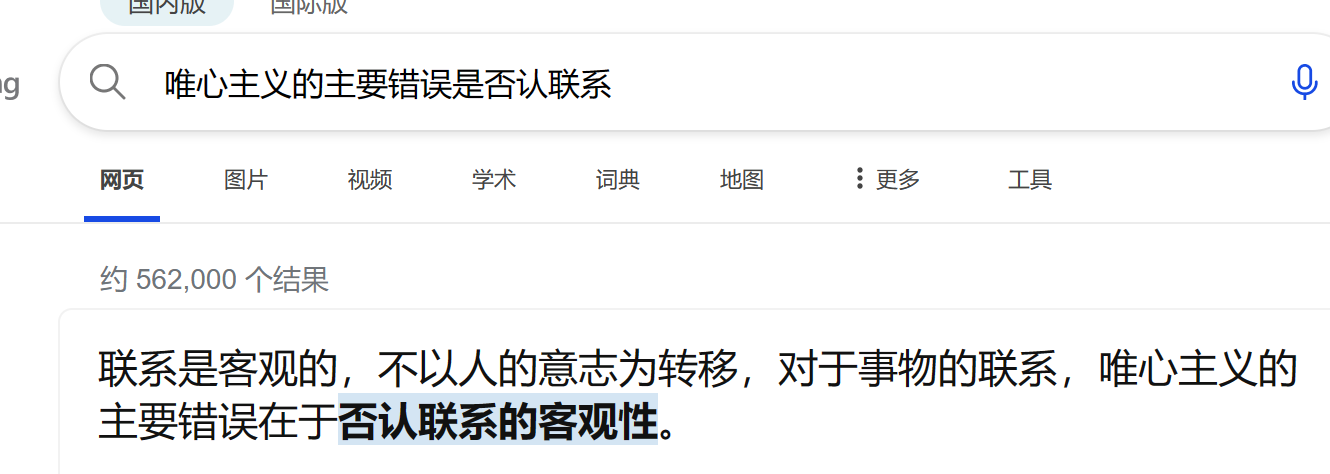 国内版 国际版
唯心主义的主要错误是否认联系
网页 图片 视频 学术 词典 地图 更多 工具
约 562,000 个结果
联系是客观的，不以人的意志为转移，对于事物的联系，唯心主义的
主要错误在于否认联系的客观性。